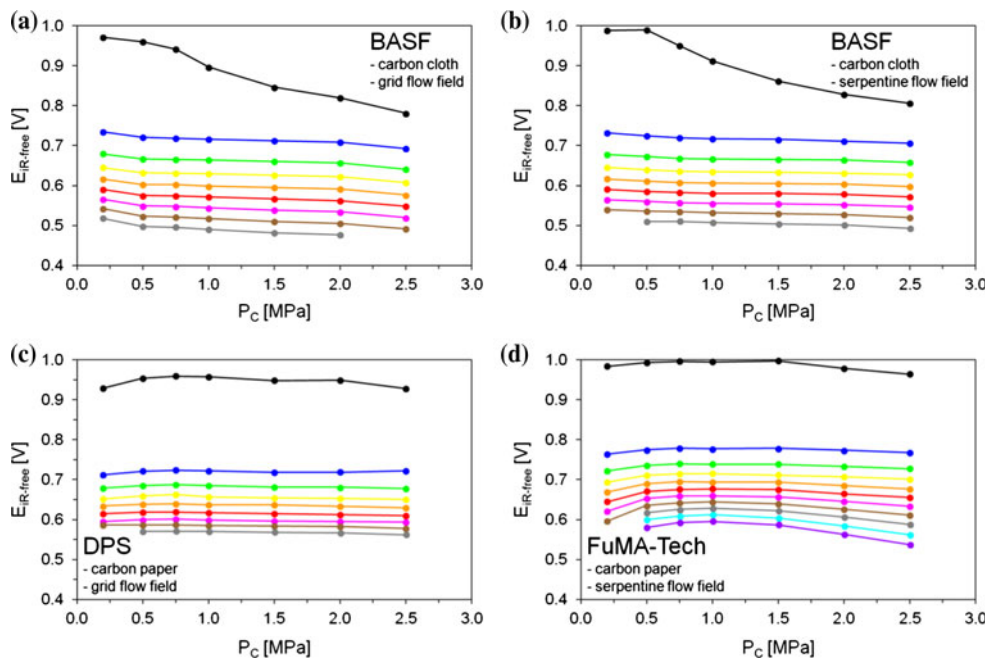 (a)
1.0
0.9
0.8
0.7
0.6
0.5
0.4
E_iR-free [V]
BASF
- carbon cloth
- grid flow field
0.0 0.5 1.0 1.5 2.0 2.5 3.0
P_C [MPa]
(b)
1.0
0.9
0.8
0.7
0.6
0.5
0.4
E_iR-free [V]
BASF
- carbon cloth
- serpentine flow field
0.0 0.5 1.0 1.5 2.0 2.5 3.0
P_C [MPa]
(c)
1.0
0.9
0.8
0.7
0.6
0.5
0.4
E_iR-free [V]
DPS
- carbon paper
- grid flow field
0.0 0.5 1.0 1.5 2.0 2.5 3.0
P_C [MPa]
(d)
1.0
0.9
0.8
0.7
0.6
0.5
0.4
E_iR-free [V]
FuMA-Tech
- carbon paper
- serpentine flow field
0.0 0.5 1.0 1.5 2.0 2.5 3.0
P_C [MPa]